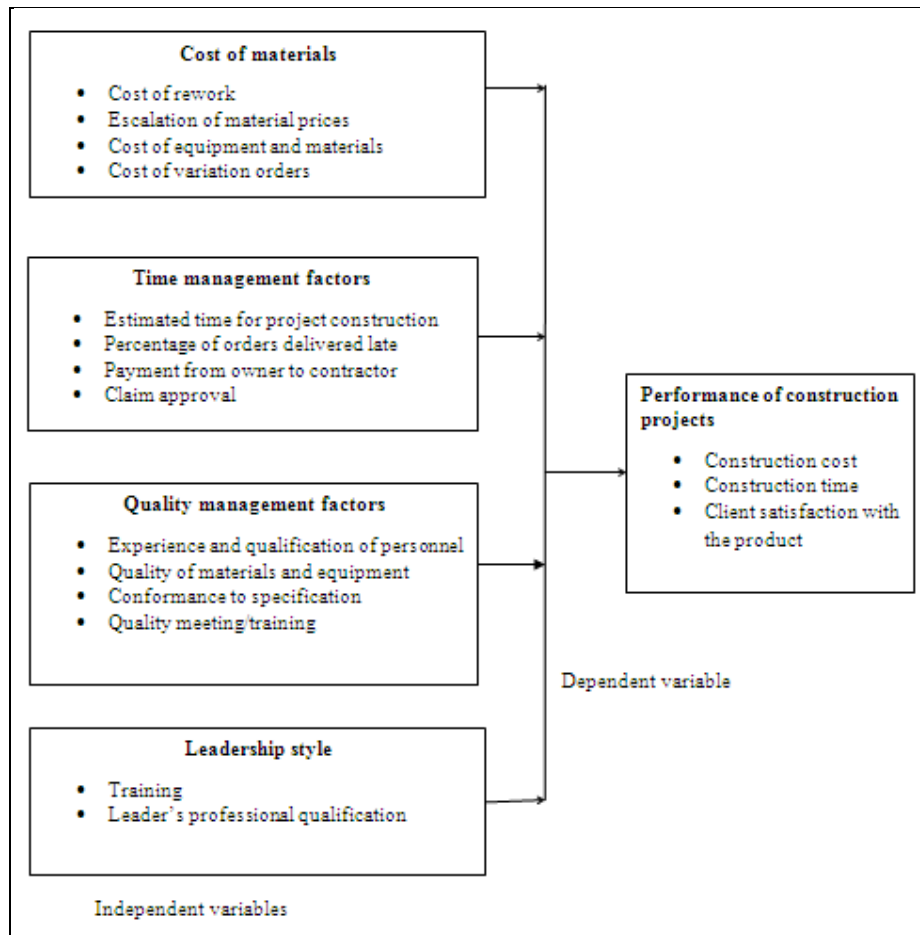 Cost of materials
• Cost of rework
• Escalation of material prices
• Cost of equipment and materials
• Cost of variation orders
Time management factors
• Estimated time for project construction
• Percentage of orders delivered late
• Payment from owner to contractor
• Claim approval
Quality management factors
• Experience and qualification of personnel
• Quality of materials and equipment
• Conformance to specification
• Quality meeting/training
Leadership style
• Training
• Leader’s professional qualification
Independent variables
Performance of construction
projects
• Construction cost
• Construction time
• Client satisfaction with
the product
Dependent variable